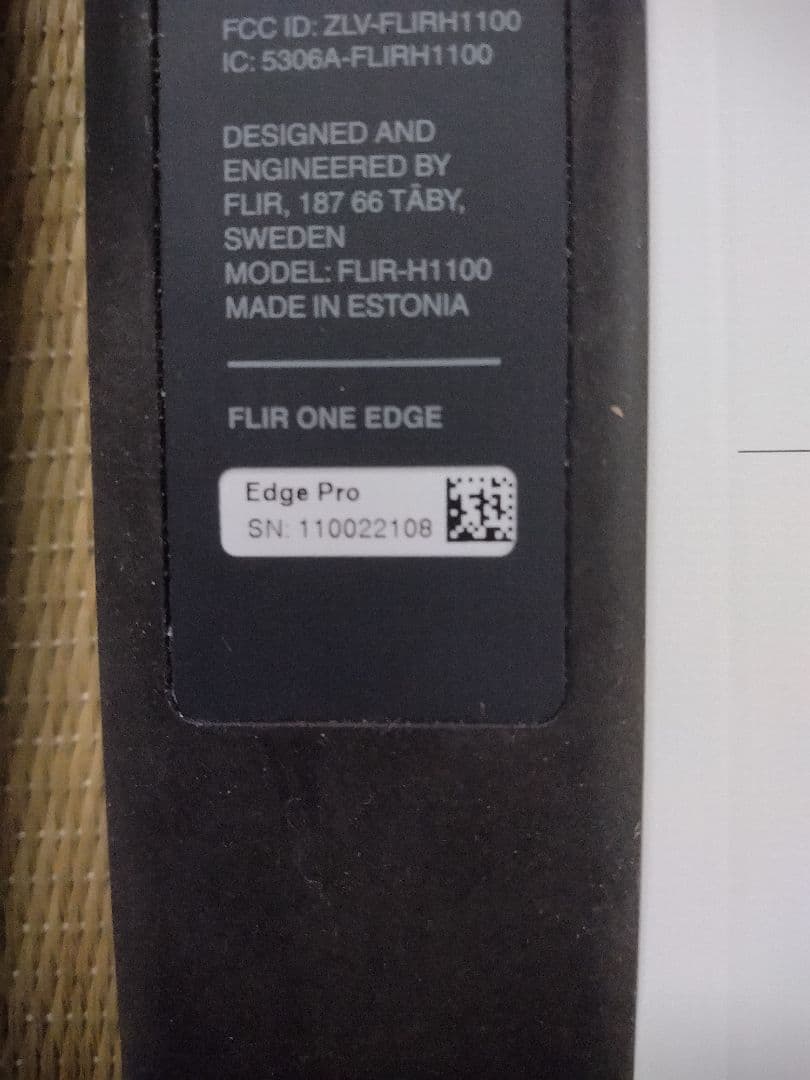 FCC ID: ZLV-FLIRH1100
IC: 5306A-FLIRH1100
DESIGNED AND
ENGINEERED BY
FLIR, 187 66 TÄBY,
SWEDEN
MODEL: FLIR-H1100
MADE IN ESTONIA
FLIR ONE EDGE
Edge Pro
SN: 110022108